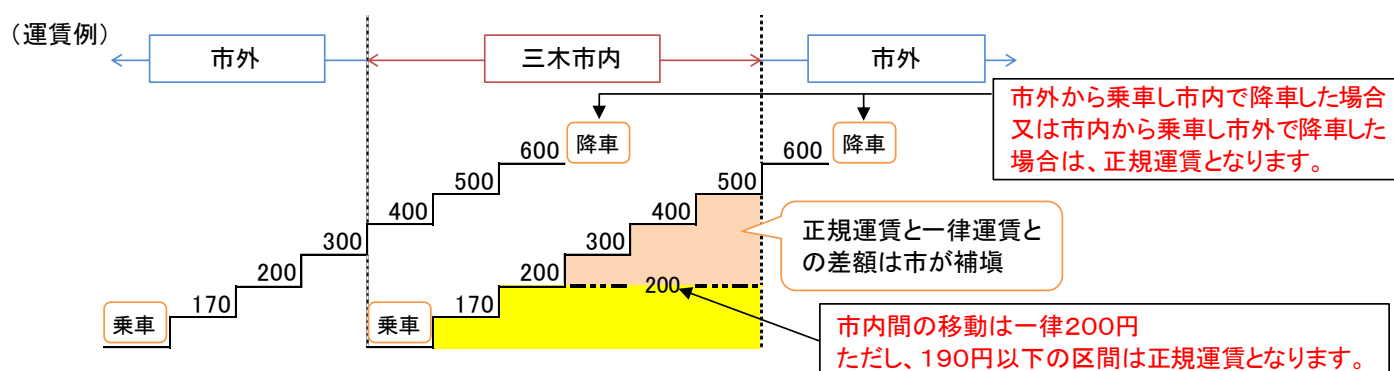 (運賃例)
市外
三木市内
市外
市外から乗車し市内で降車した場合
又は市内から乗車し市外で降車した
場合は、正規運賃となります。
降車
降車
600
600
500
500
400
400
300
300
200
200
170
170
乗車
乗車
正規運賃と一律運賃と
の差額は市が補塡
200
市内間の移動は一律200円
ただし、190円以下の区間は正規運賃となります。